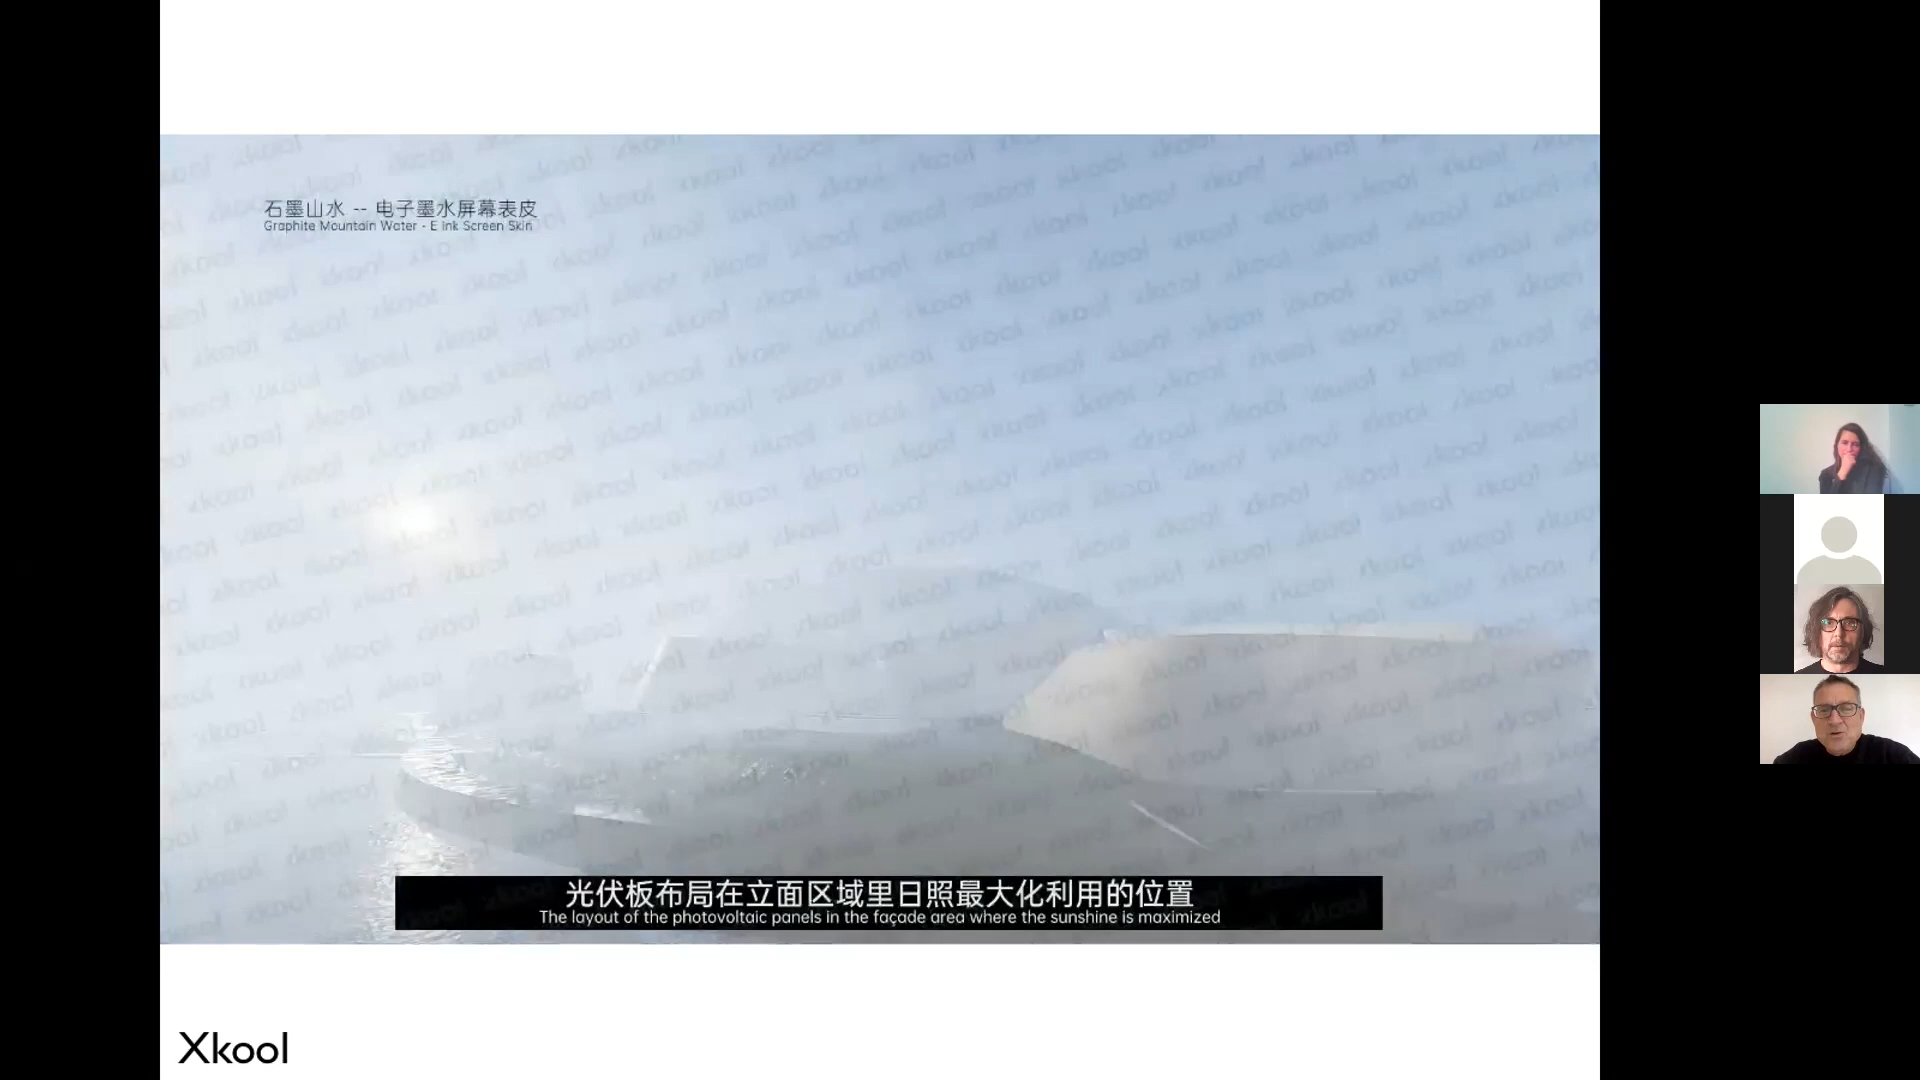 石墨山水 -- 电子墨水屏幕表皮
Graphite Mountain Water - E Ink Screen Skin
光伏板布局在立面区域里日照最大化利用的位置
The layout of the photovoltaic panels in the façade area where the sunshine is maximized
Xkool